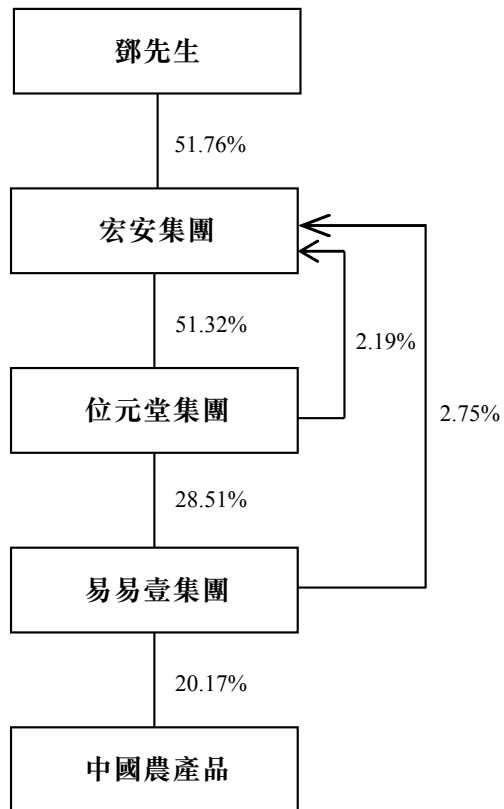 鄧先生
51.76%
宏安集團
51.32%
2.19%
位元堂集團
2.75%
28.51%
易易壹集團
20.17%
中國農產品